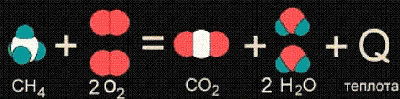 + = + + Q
CH₄ 2 O₂ CO₂ 2 H₂O теплота